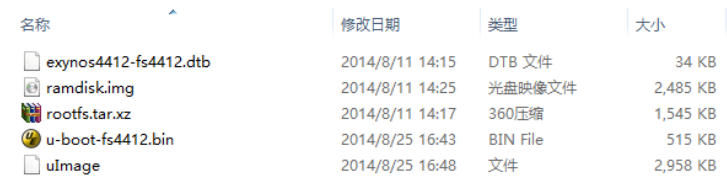 名称 修改日期 类型 大小
exynos4412-fs4412.dtb 2014/8/11 14:15 DTB 文件 34 KB
ramdisk.img 2014/8/11 14:25 光盘映像文件 2,485 KB
rootfs.tar.xz 2014/8/11 14:17 360压缩 1,545 KB
u-boot-fs4412.bin 2014/8/25 16:43 BIN File 515 KB
uImage 2014/8/25 16:48 文件 2,958 KB